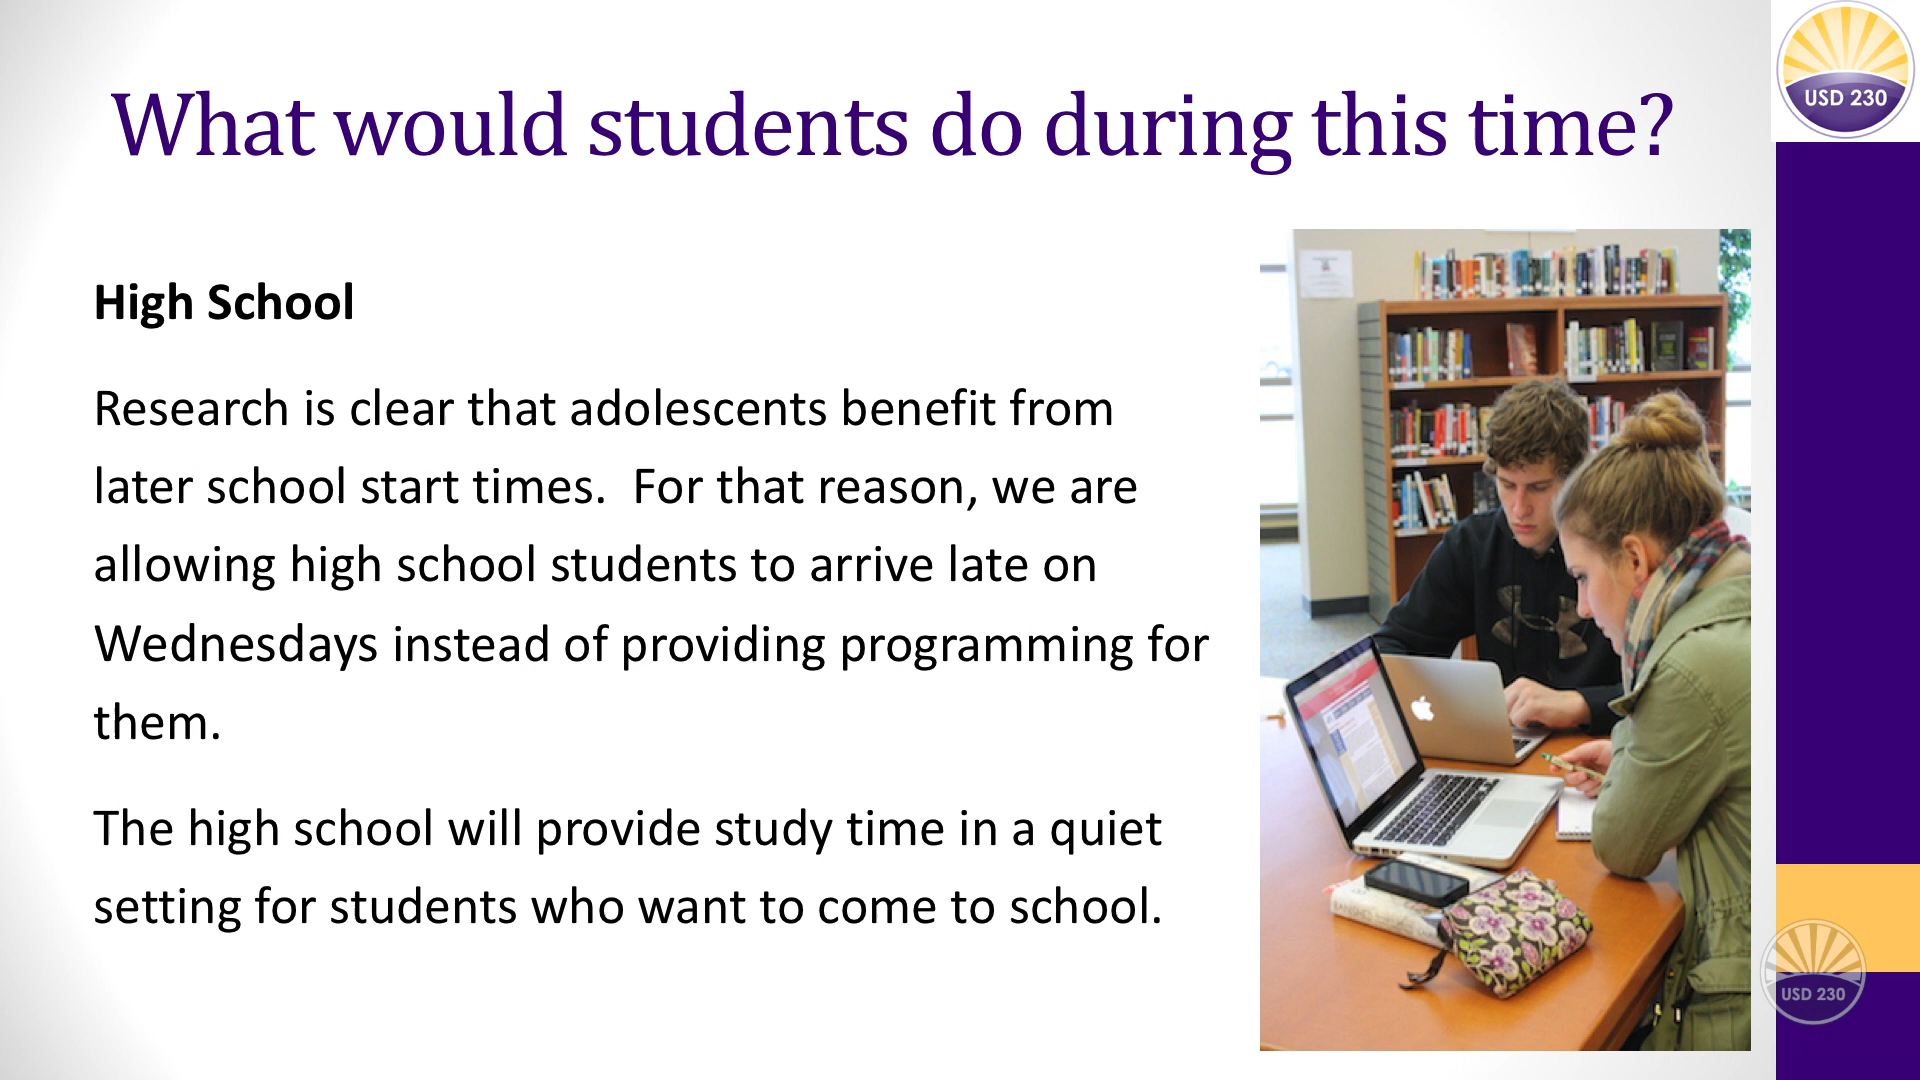 What would students do during this time?
USD 230
High School
Research is clear that adolescents benefit from
later school start times.  For that reason, we are
allowing high school students to arrive late on
Wednesdays instead of providing programming for
them.
The high school will provide study time in a quiet
setting for students who want to come to school.
USD 230